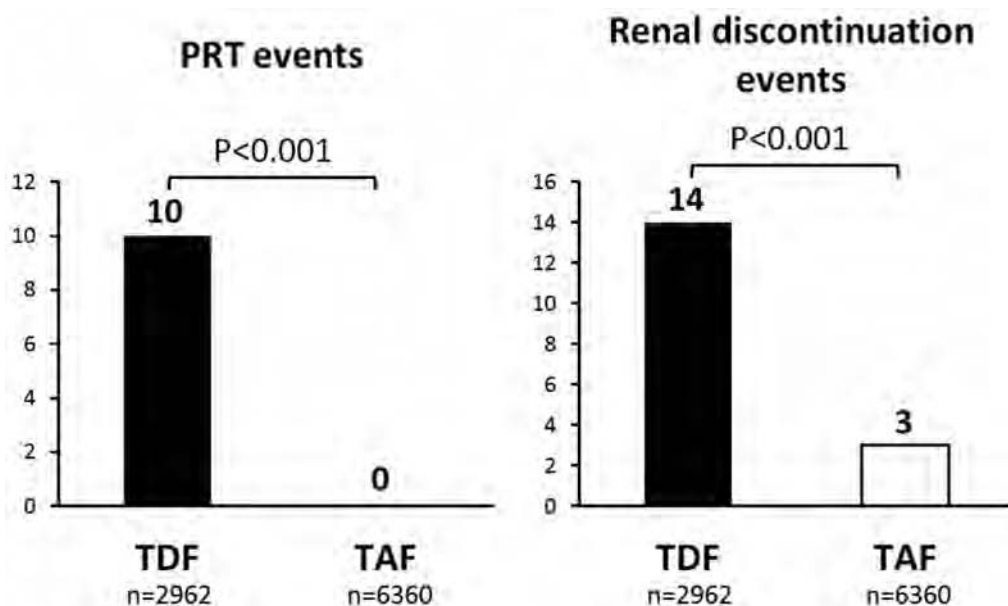 PRT events
P<0.001
12
10
8
6
4
2
0
10
0
TDF
n=2962
TAF
n=6360
Renal discontinuation
events
P<0.001
16
14
12
10
8
6
4
2
0
14
3
TDF
n=2962
TAF
n=6360